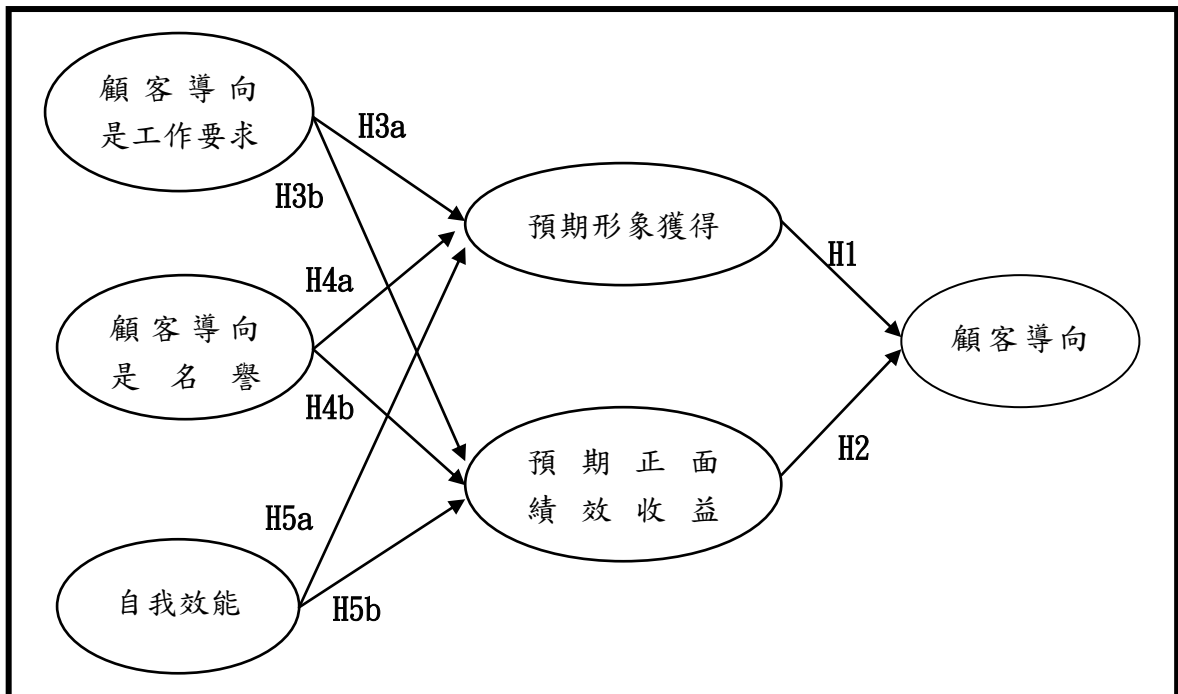 顧客導向
是工作要求
H3a
H3b
預期形象獲得
H1
H4a
顧客導向
是名譽
顧客導向
H4b
預期正面
績效收益
H2
H5a
自我效能
H5b